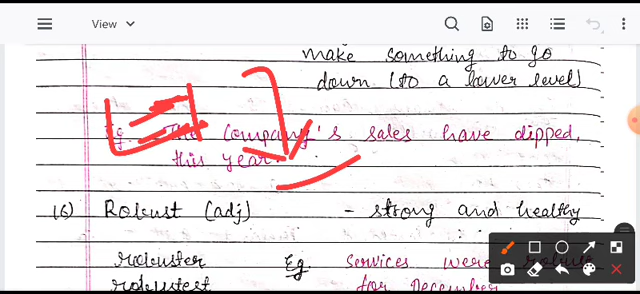 View
make something to go
down (to a lower level)
Eg. The Company's sales have dipped,
this year.
(6) Robust (adj) - strong and healthy
robuster Eg. Services were
robustest for December